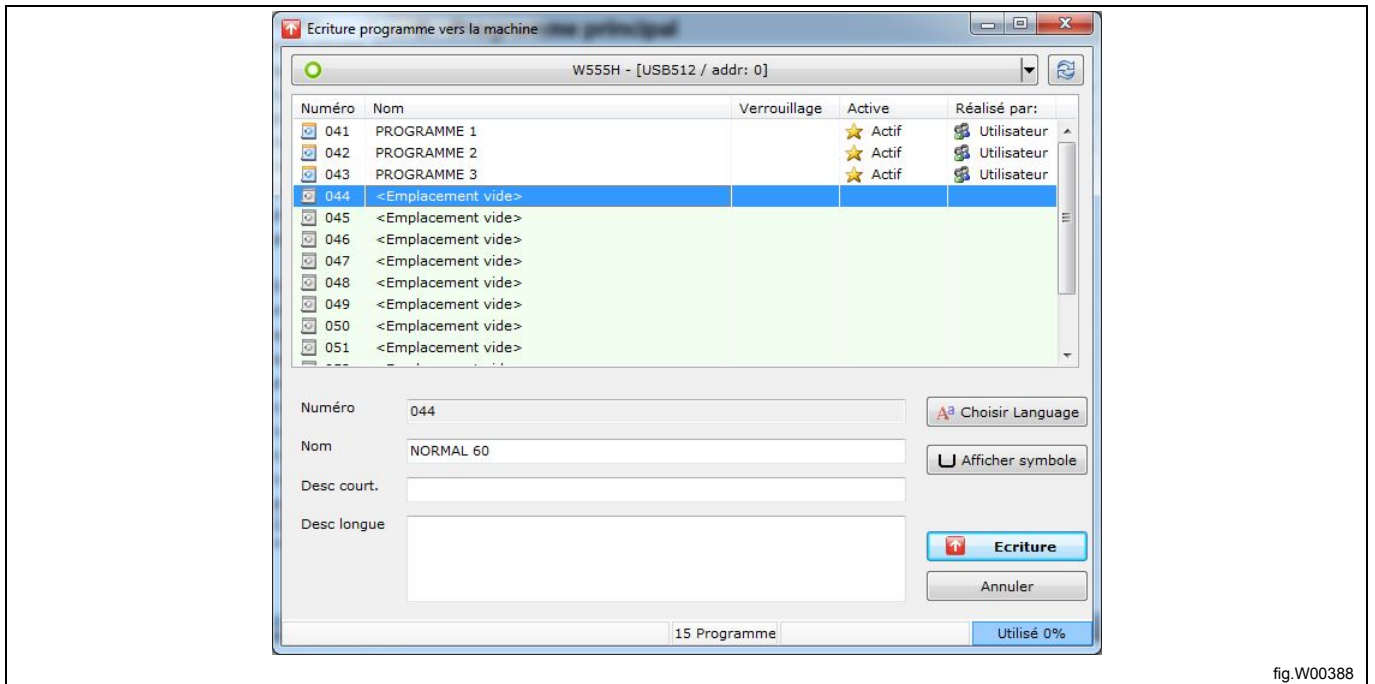 Ecriture programme vers la machine
W555H - [USB512 / addr: 0]
Numéro Nom Verrouillage Active Réalisé par:
041 PROGRAMME 1 Actif Utilisateur
042 PROGRAMME 2 Actif Utilisateur
043 PROGRAMME 3 Actif Utilisateur
044 <Emplacement vide>
045 <Emplacement vide>
046 <Emplacement vide>
047 <Emplacement vide>
048 <Emplacement vide>
049 <Emplacement vide>
050 <Emplacement vide>
051 <Emplacement vide>
Numéro 044 Aa Choisir Language
Nom NORMAL 60 Afficher symbole
Desc court.
Desc longue
Ecriture
Annuler
15 Programme Utilisé 0%
fig.W00388